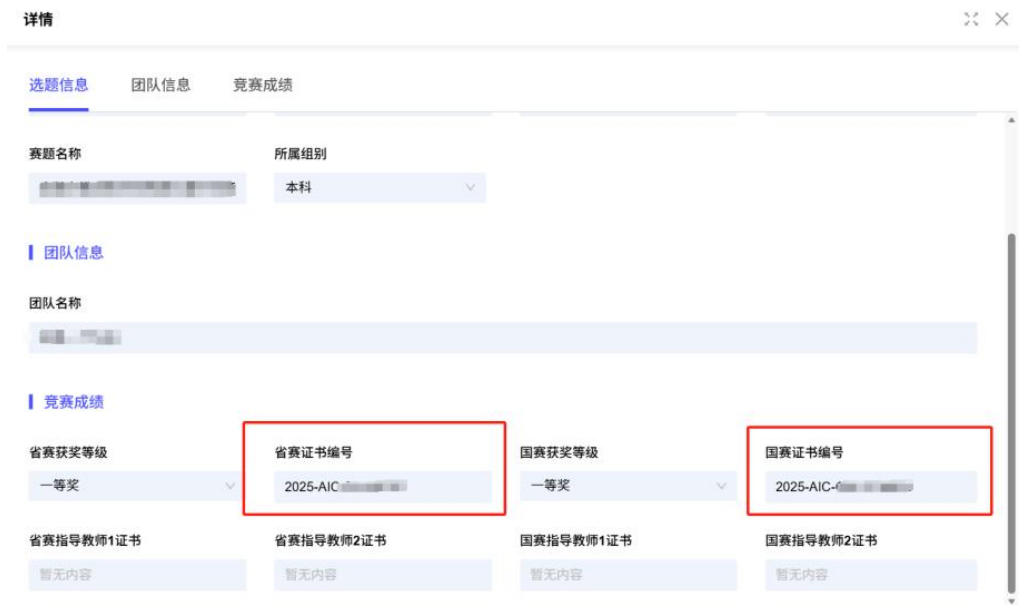 详情
选题信息 团队信息 竞赛成绩
赛题名称 所属组别
本科
团队信息
团队名称
竞赛成绩
省赛获奖等级 省赛证书编号 国赛获奖等级 国赛证书编号
一等奖 2025-AIC 一等奖 2025-AIC-
省赛指导教师1证书 省赛指导教师2证书 国赛指导教师1证书 国赛指导教师2证书
暂无内容 暂无内容 暂无内容 暂无内容